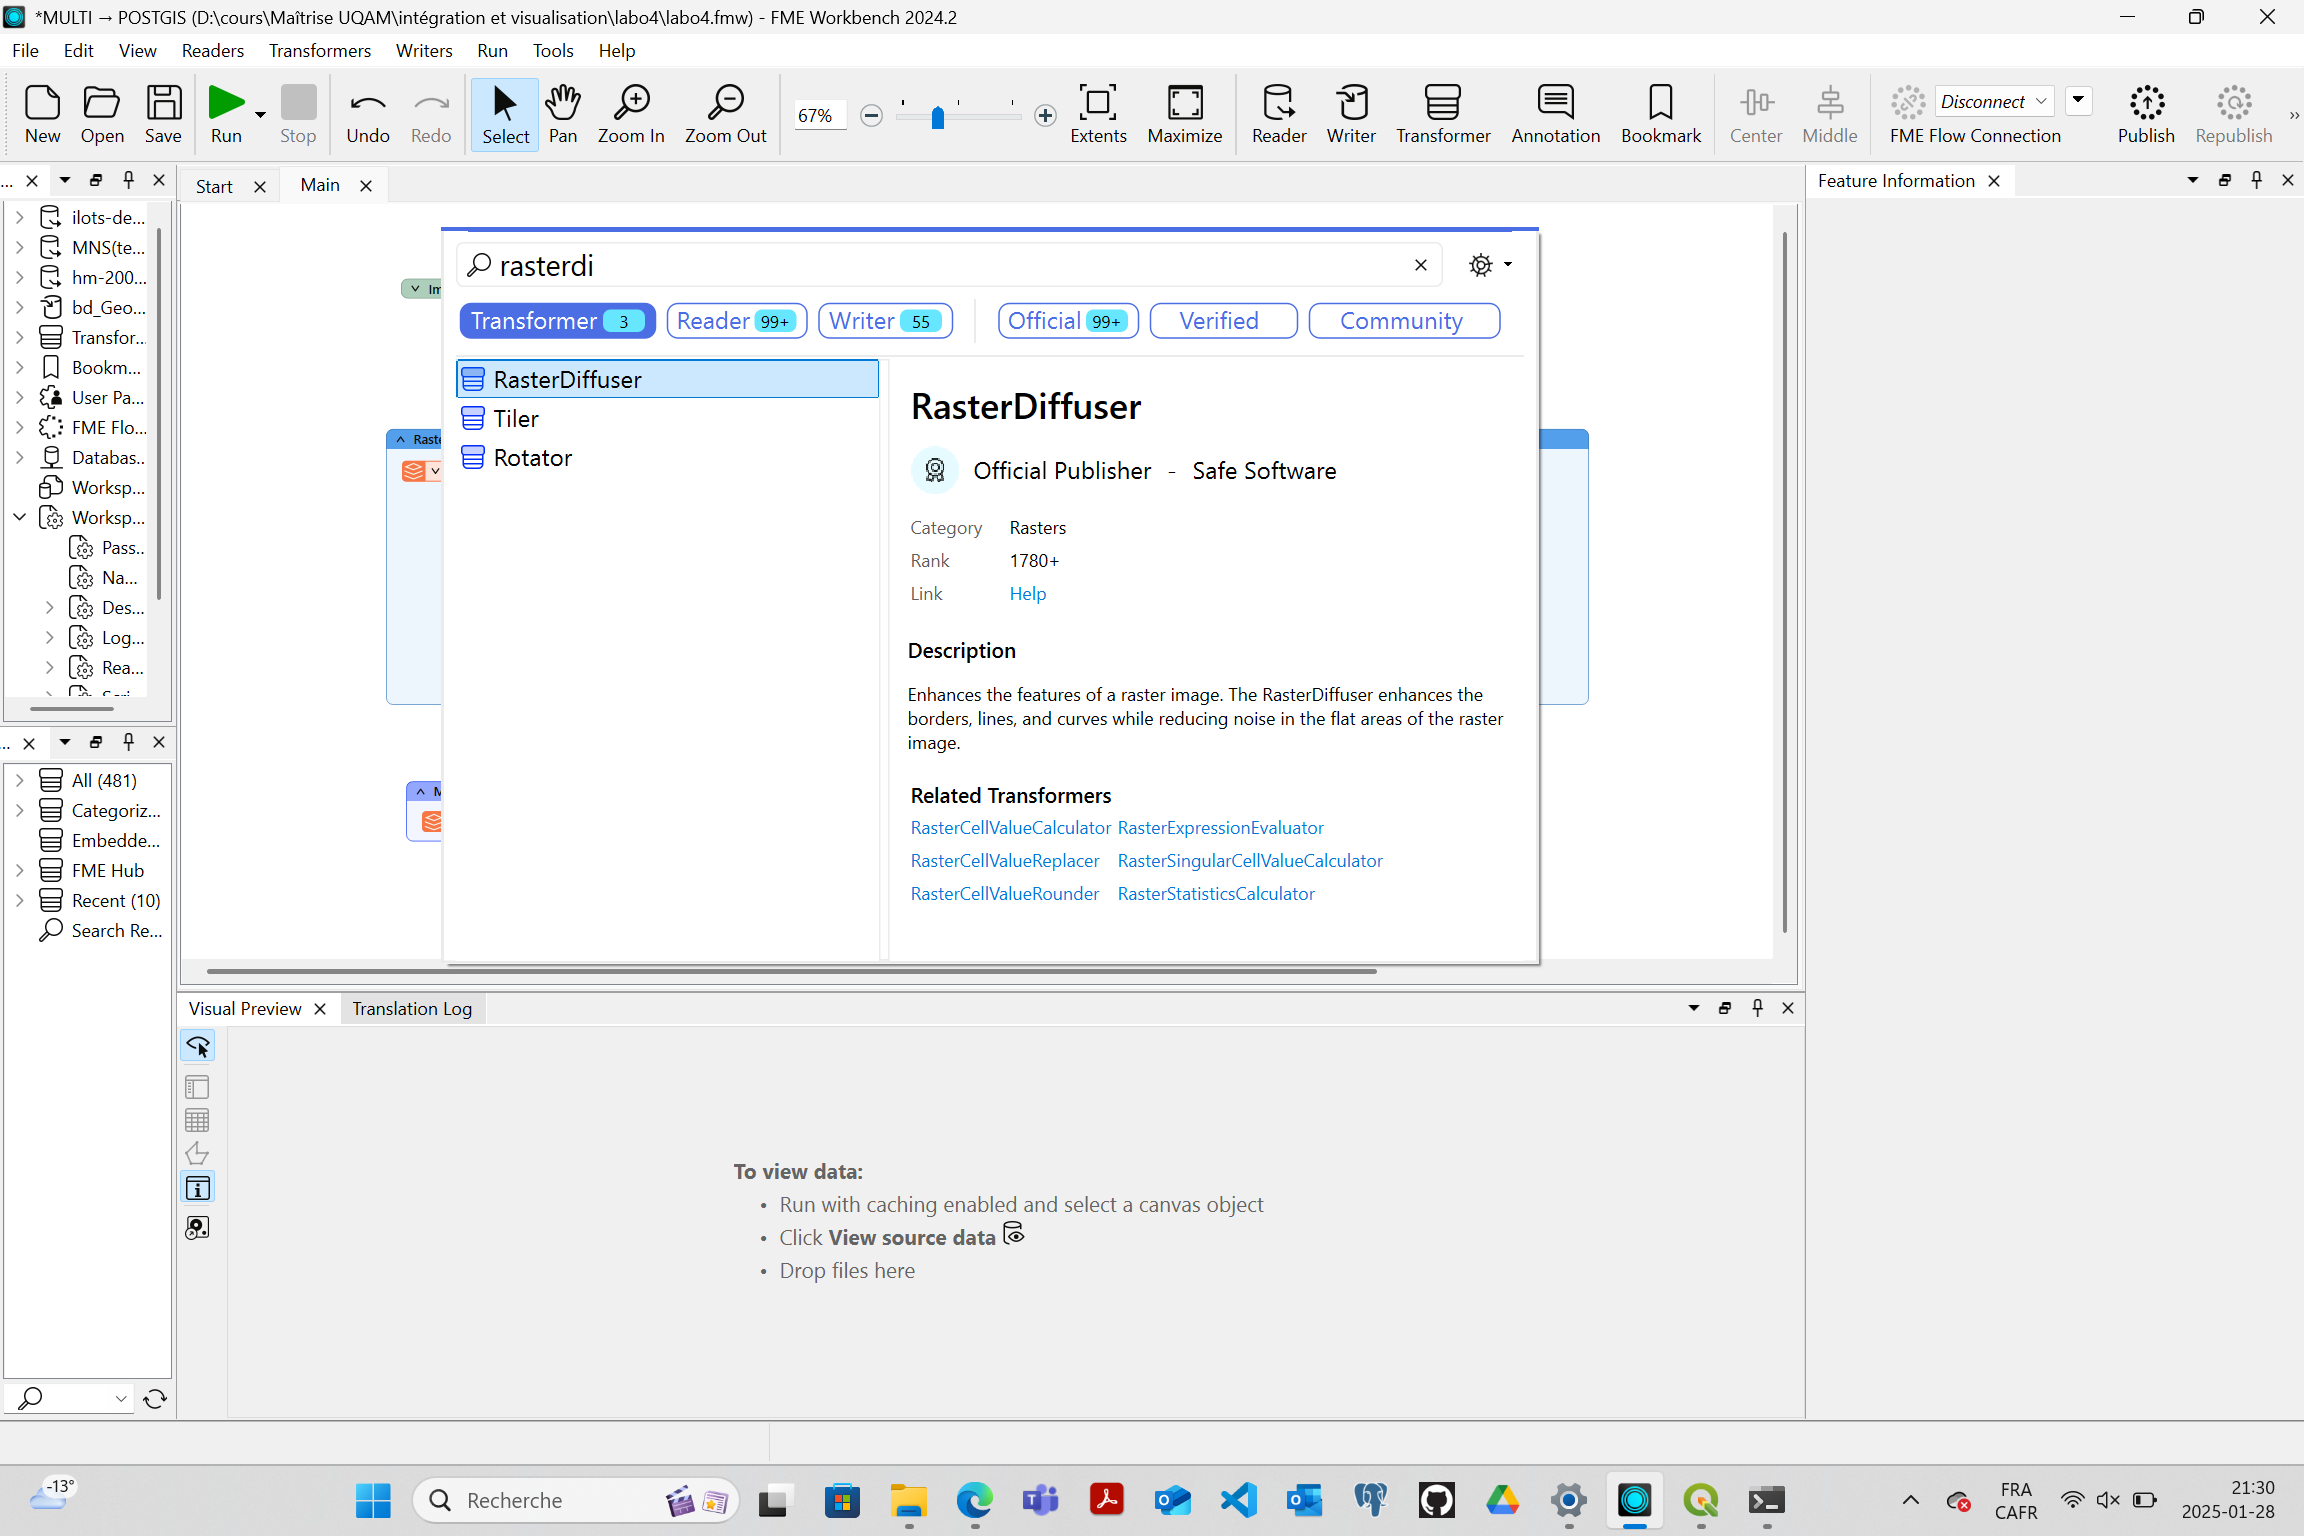 *MULTI → POSTGIS (D:\cours\Maîtrise UQAM\intégration et visualisation\labo4\labo4.fmw) - FME Workbench 2024.2
File Edit View Readers Transformers Writers Run Tools Help
New Open Save Run Stop Undo Redo Select Pan Zoom In Zoom Out 67% Extents Maximize Reader Writer Transformer Annotation Bookmark Center Middle Disconnect FME Flow Connection Publish Republish
...
ilots-de...
MNS(te...
hm-200...
bd_Geo...
Transfor...
Bookm...
User Pa...
FME Flo...
Databas...
Worksp...
Worksp...
Pass...
Na...
Des...
Log...
Rea...
Scri...
...
All (481)
Categoriz...
Embedde...
FME Hub
Recent (10)
Search Re...
Start Main
Im
Raste
M
rasterdi
Transformer 3 Reader 99+ Writer 55 Official 99+ Verified Community
RasterDiffuser
Tiler
Rotator
RasterDiffuser
Official Publisher - Safe Software
Category Rasters
Rank 1780+
Link Help
Description
Enhances the features of a raster image. The RasterDiffuser enhances the
borders, lines, and curves while reducing noise in the flat areas of the raster
image.
Related Transformers
RasterCellValueCalculator RasterExpressionEvaluator
RasterCellValueReplacer RasterSingularCellValueCalculator
RasterCellValueRounder RasterStatisticsCalculator
Feature Information
Visual Preview Translation Log
To view data:
• Run with caching enabled and select a canvas object
• Click View source data
• Drop files here
-13°
Recherche
FRA
CAFR
21:30
2025-01-28